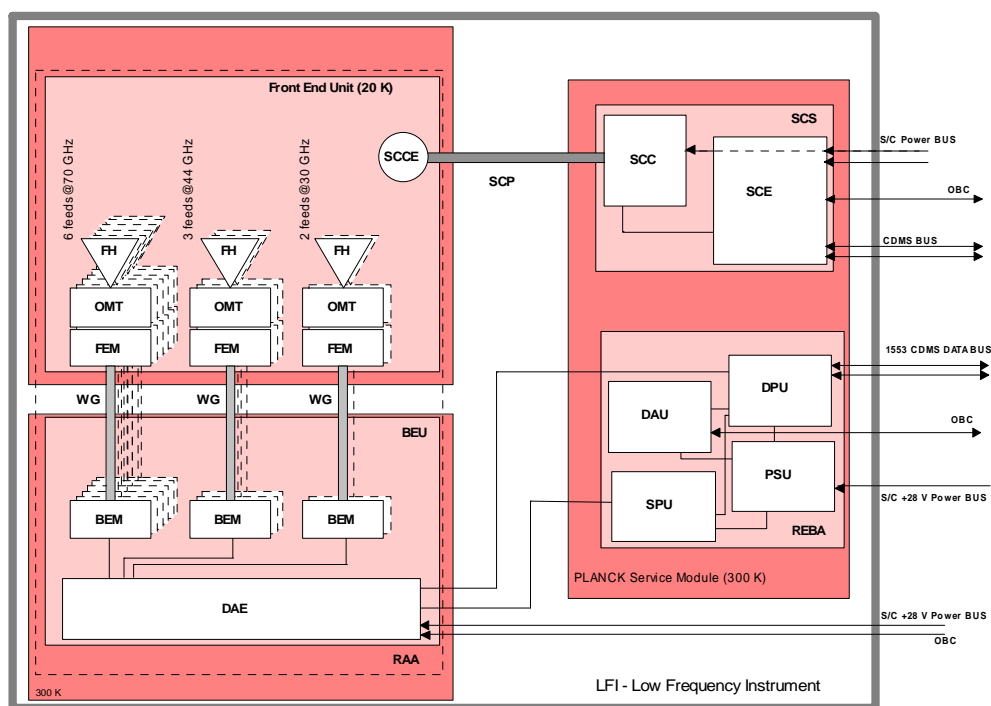 Front End Unit (20 K)
6 feeds@70 GHz
3 feeds@44 GHz
2 feeds@30 GHz
SCCE
SCP
FH
FH
FH
OMT
OMT
OMT
FEM
FEM
FEM
WG
WG
WG
BEU
BEM
BEM
BEM
DAE
RAA
300 K
SCS
SCC
SCE
S/C Power BUS
OBC
CDMS BUS
1553 CDMS DATA BUS
DPU
DAU
OBC
PSU
SPU
S/C +28 V Power BUS
REBA
PLANCK Service Module (300 K)
S/C +28 V Power BUS
OBC
LFI - Low Frequency Instrument